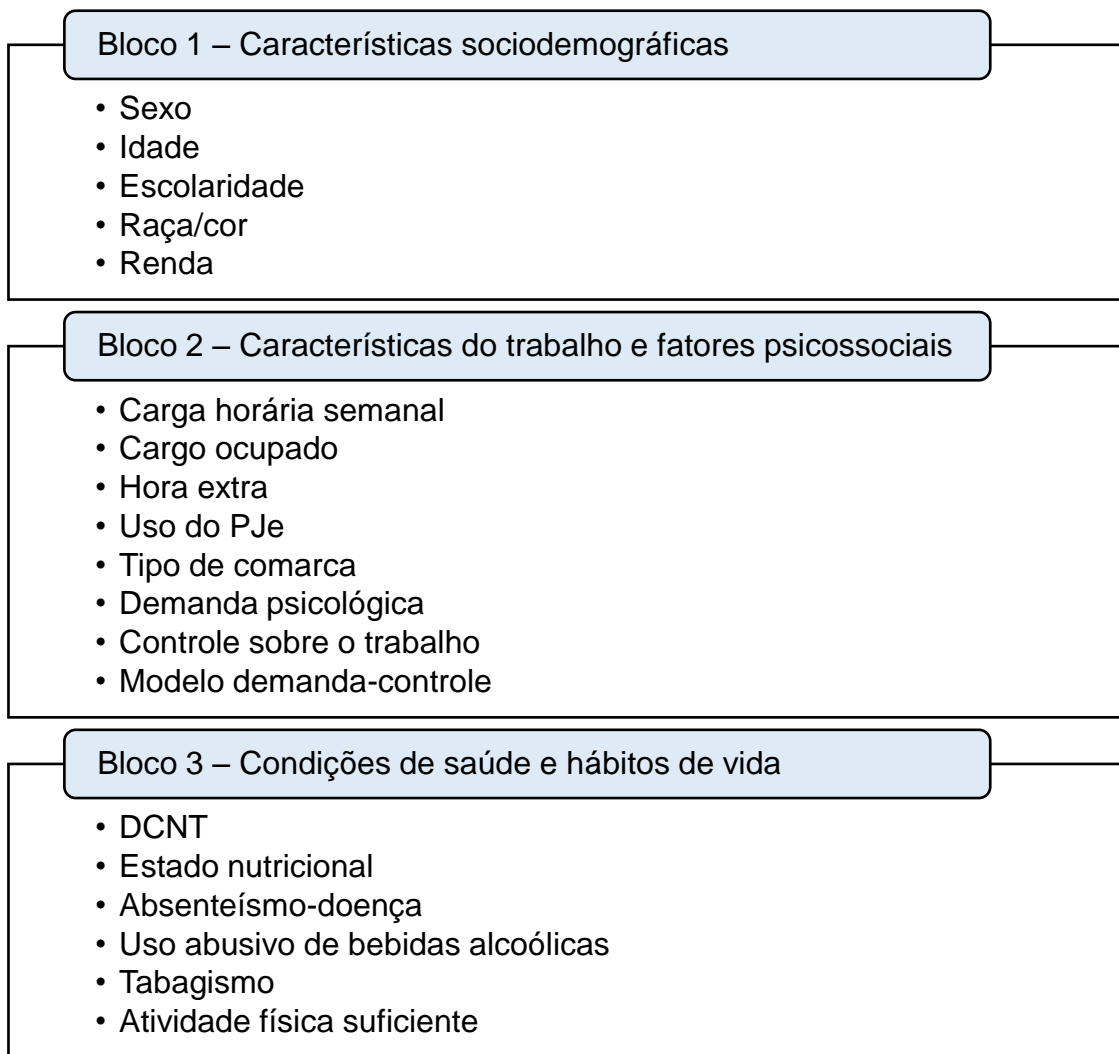 Bloco 1 – Características sociodemográficas
• Sexo
• Idade
• Escolaridade
• Raça/cor
• Renda
Bloco 2 – Características do trabalho e fatores psicossociais
• Carga horária semanal
• Cargo ocupado
• Hora extra
• Uso do PJe
• Tipo de comarca
• Demanda psicológica
• Controle sobre o trabalho
• Modelo demanda-controle
Bloco 3 – Condições de saúde e hábitos de vida
• DCNT
• Estado nutricional
• Absenteísmo-doença
• Uso abusivo de bebidas alcoólicas
• Tabagismo
• Atividade física suficiente